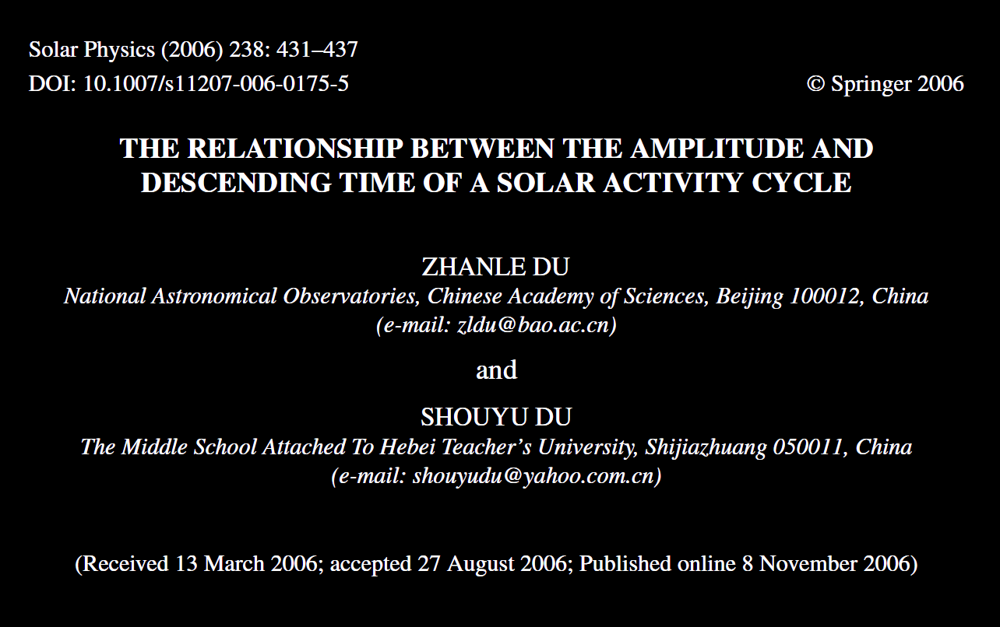 Solar Physics (2006) 238: 431–437
DOI: 10.1007/s11207-006-0175-5
© Springer 2006
THE RELATIONSHIP BETWEEN THE AMPLITUDE AND
DESCENDING TIME OF A SOLAR ACTIVITY CYCLE
ZHANLE DU
National Astronomical Observatories, Chinese Academy of Sciences, Beijing 100012, China
(e-mail: zldu@bao.ac.cn)
and
SHOUYU DU
The Middle School Attached To Hebei Teacher’s University, Shijiazhuang 050011, China
(e-mail: shouyudu@yahoo.com.cn)
(Received 13 March 2006; accepted 27 August 2006; Published online 8 November 2006)